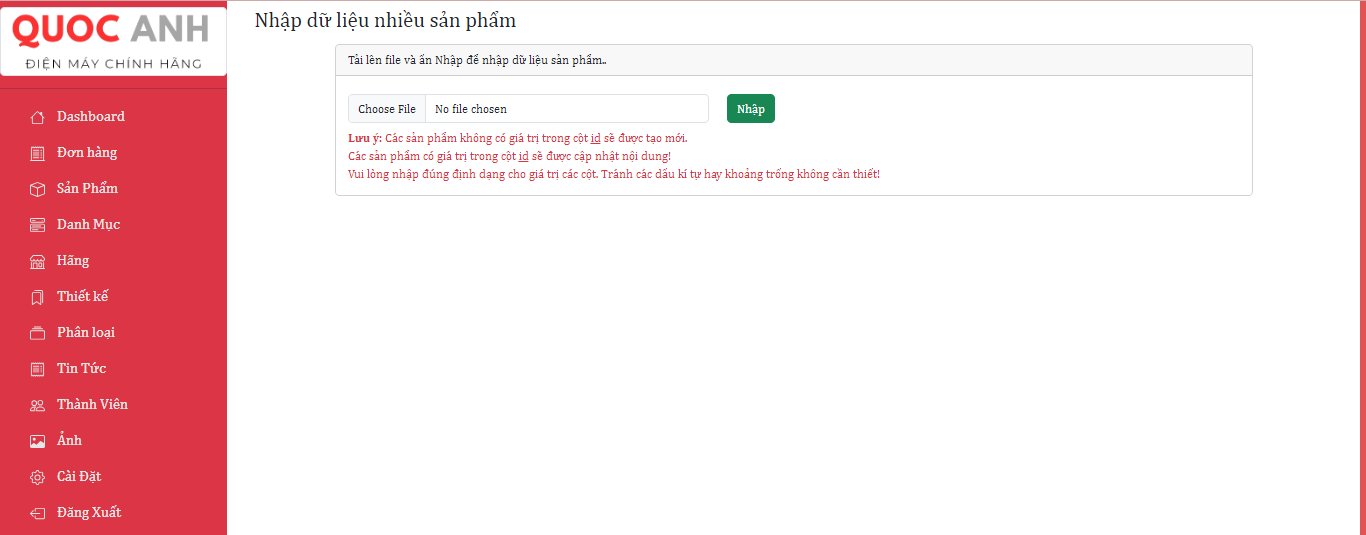 QUOC ANH
ĐIỆN MÁY CHÍNH HÃNG
Dashboard
Đơn hàng
Sản Phẩm
Danh Mục
Hãng
Thiết kế
Phân loại
Tin Tức
Thành Viên
Ảnh
Cài Đặt
Đăng Xuất
Nhập dữ liệu nhiều sản phẩm
Tải lên file và ấn Nhập để nhập dữ liệu sản phẩm..
Choose File No file chosen Nhập
Lưu ý: Các sản phẩm không có giá trị trong cột id sẽ được tạo mới.
Các sản phẩm có giá trị trong cột id sẽ được cập nhật nội dung!
Vui lòng nhập đúng định dạng cho giá trị các cột. Tránh các dấu kí tự hay khoảng trống không cần thiết!